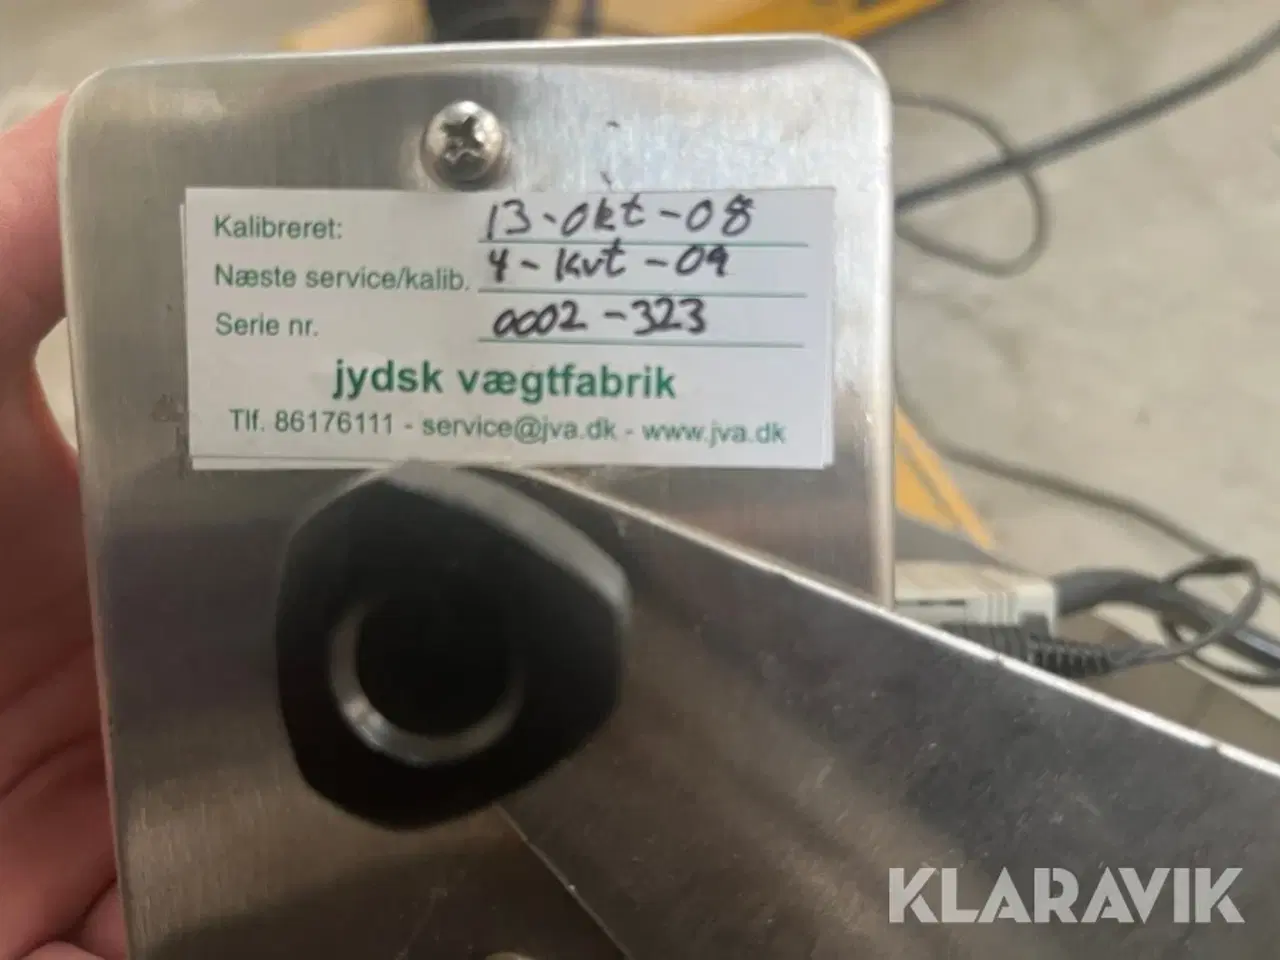 Kalibreret: 13-okt-08
Næste service/kalib. 4-kvt-09
Serie nr. 0002-323
jydsk vægtfabrik
Tlf. 86176111 - service@jva.dk - www.jva.dk
KLARAVIK